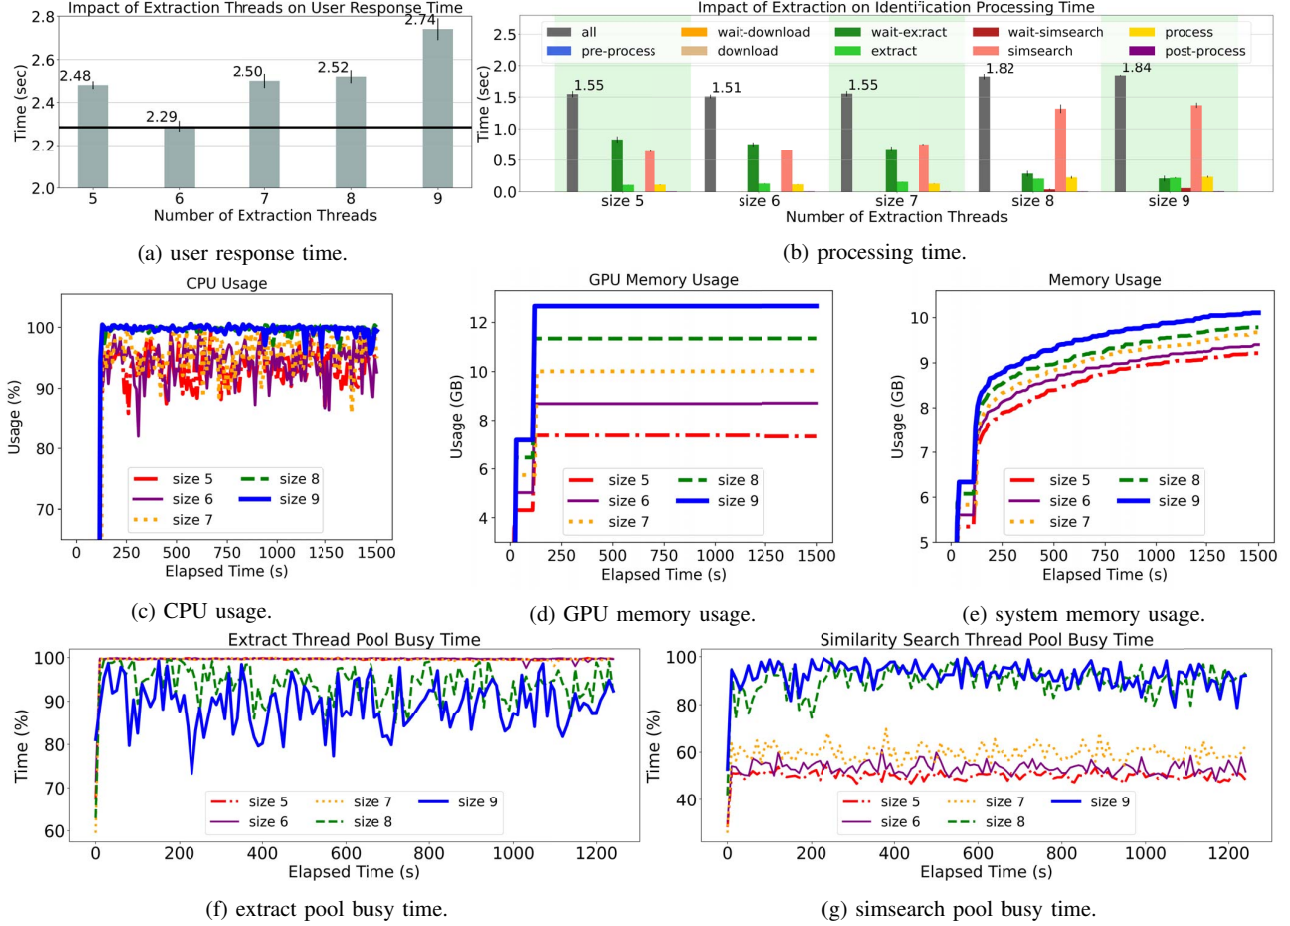 Impact of Extraction Threads on User Response Time
2.8
2.6
2.4
2.2
2.0
Time (sec)
2.48
2.29
2.50
2.52
2.74
5 6 7 8 9
Number of Extraction Threads
(a) user response time.
Impact of Extraction on Identification Processing Time
all wait-download wait-extract wait-simsearch process
pre-process download extract simsearch post-process
2.5
2.0
1.5
1.0
0.5
0.0
Time (sec)
1.55
1.51
1.55
1.82
1.84
size 5 size 6 size 7 size 8 size 9
Number of Extraction Threads
(b) processing time.
CPU Usage
100
90
80
70
Usage (%)
size 5 size 8
size 6 size 9
size 7
0 250 500 750 1000 1250 1500
Elapsed Time (s)
(c) CPU usage.
GPU Memory Usage
12
10
8
6
4
Usage (GB)
size 5 size 8
size 6 size 9
size 7
0 250 500 750 1000 1250 1500
Elapsed Time (s)
(d) GPU memory usage.
Memory Usage
10
9
8
7
6
5
Usage (GB)
size 5 size 8
size 6 size 9
size 7
0 250 500 750 1000 1250 1500
Elapsed Time (s)
(e) system memory usage.
Extract Thread Pool Busy Time
100
90
80
70
60
Time (%)
size 5 size 7 size 9
size 6 size 8
0 200 400 600 800 1000 1200
Elapsed Time (s)
(f) extract pool busy time.
Similarity Search Thread Pool Busy Time
100
80
60
40
Time (%)
size 5 size 7 size 9
size 6 size 8
0 200 400 600 800 1000 1200
Elapsed Time (s)
(g) simsearch pool busy time.